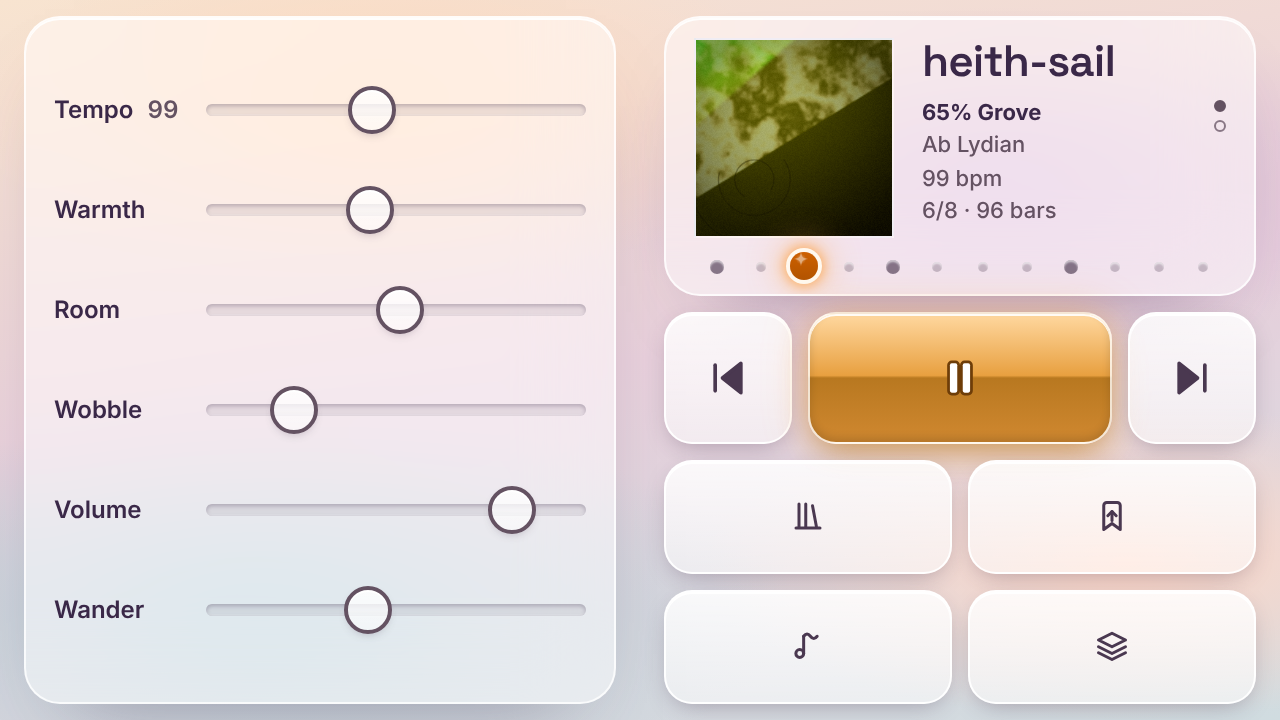 Tempo 99
Warmth
Room
Wobble
Volume
Wander
heith-sail
65% Grove
Ab Lydian
99 bpm
6/8 · 96 bars